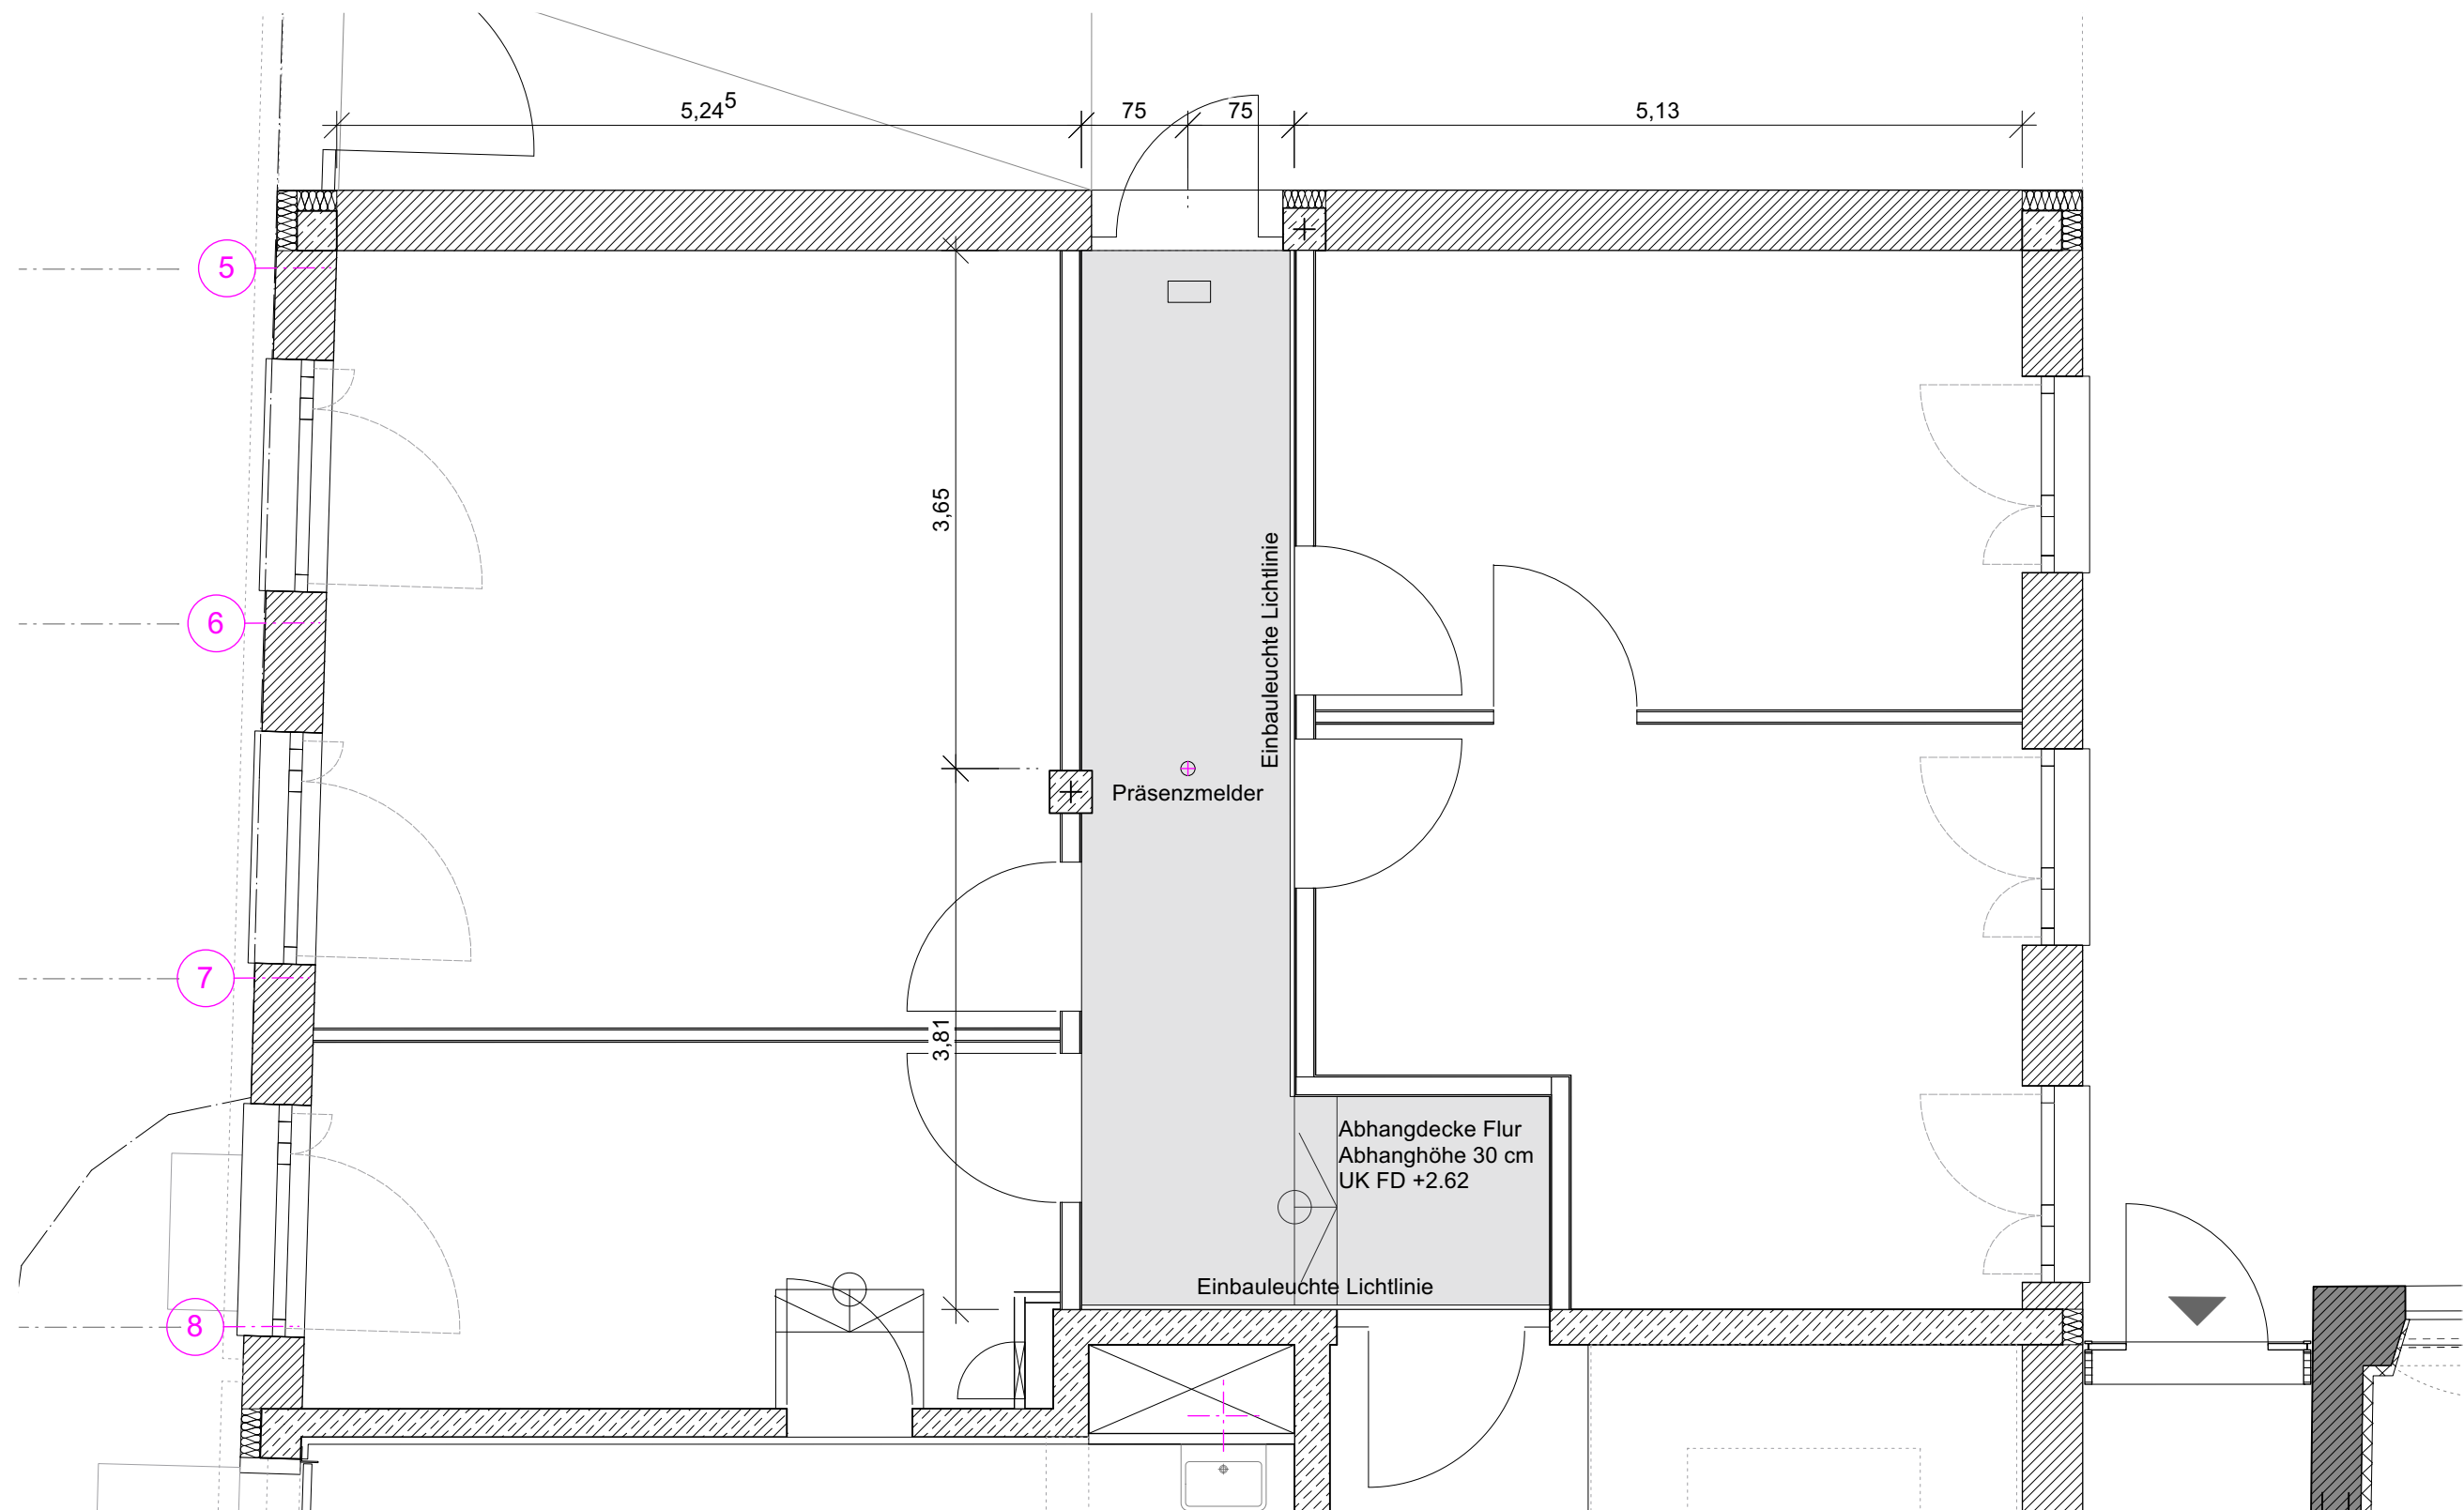 5,24⁵
75
75
5,13
5
3,65
Einbauleuchte Lichtlinie
6
Präsenzmelder
7
3,81
Abhangdecke Flur
Abhanghöhe 30 cm
UK FD +2.62
Einbauleuchte Lichtlinie
8